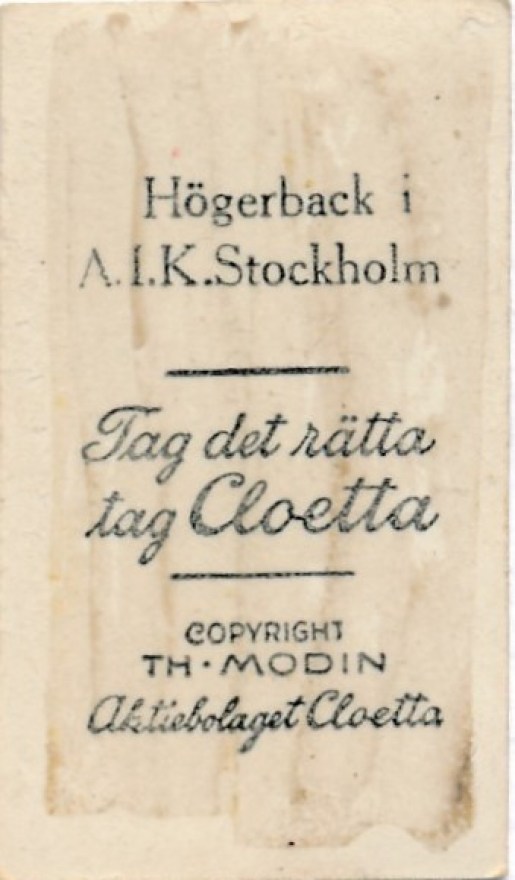 Högerback i
A.I.K.Stockholm
Tag det rätta
tag Cloetta
COPYRIGHT
TH·MODIN
Aktiebolaget Cloetta